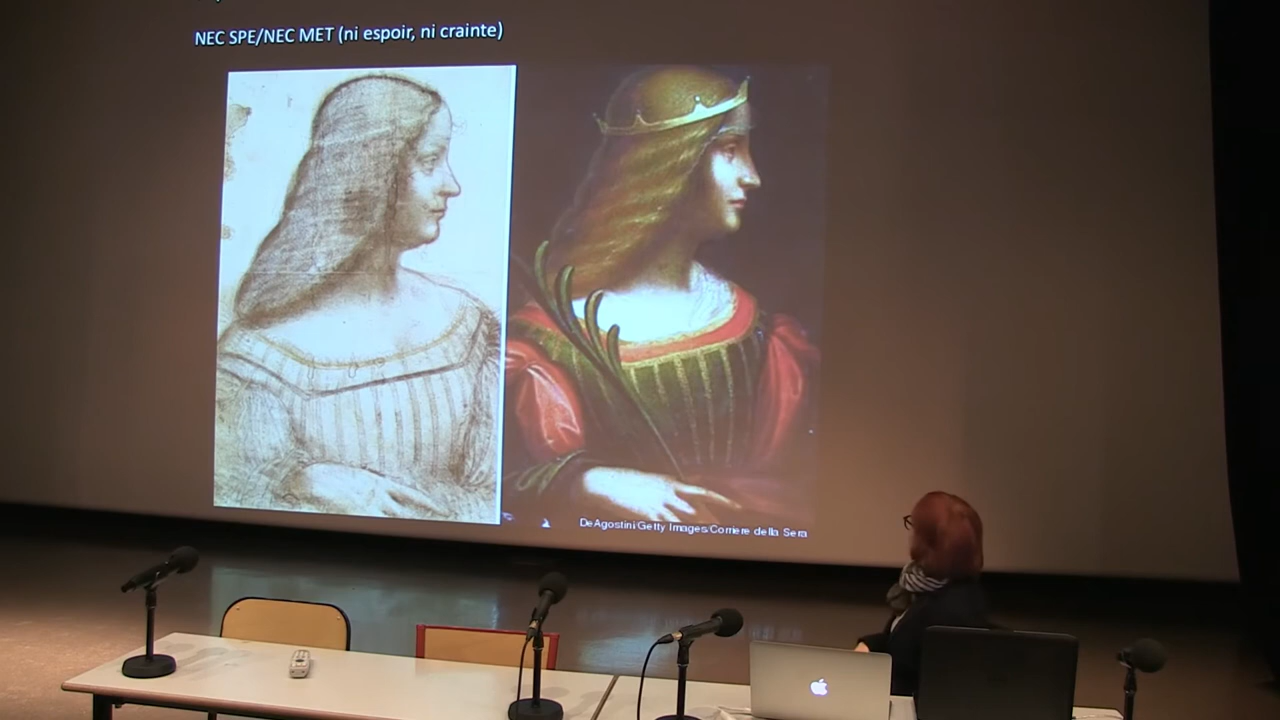 NEC SPE/NEC MET (ni espoir, ni crainte)
DeAgostini/Getty Images/Corriere della Sera